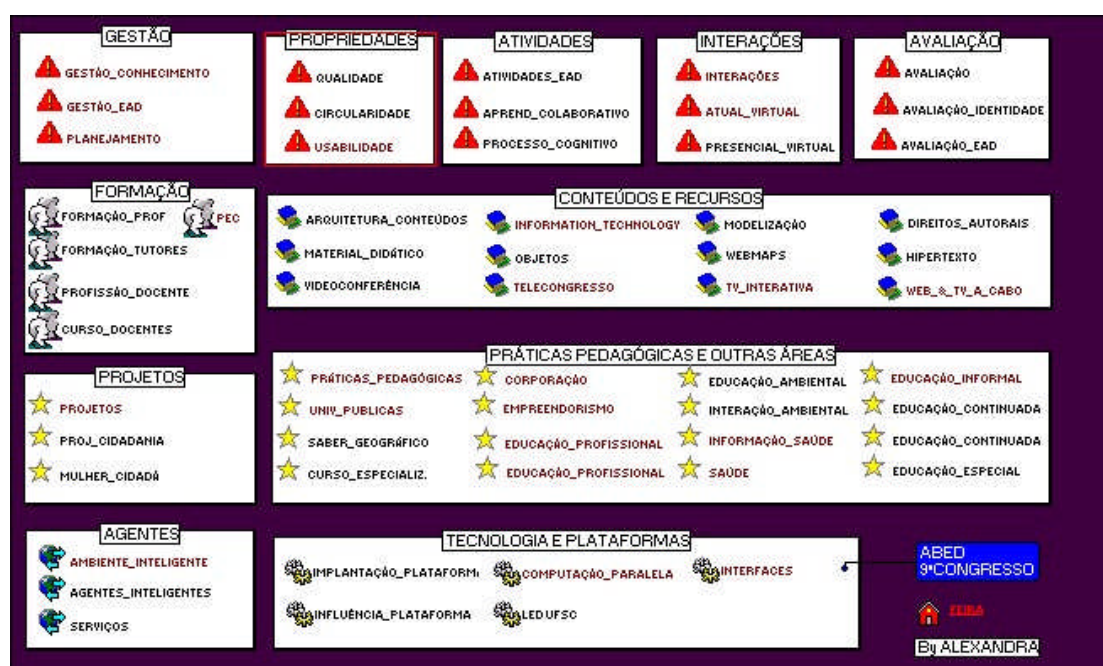 GESTÃO
GESTÃO_CONHECIMENTO
GESTÃO_EAD
PLANEJAMENTO
PROPRIEDADES
QUALIDADE
CIRCULARIDADE
USABILIDADE
ATIVIDADES
ATIVIDADES_EAD
APREND_COLABORATIVO
PROCESSO_COGNITIVO
INTERAÇÕES
INTERAÇÕES
ATUAL_VIRTUAL
PRESENCIAL_VIRTUAL
AVALIAÇÃO
AVALIAÇÃO
AVALIAÇÃO_IDENTIDADE
AVALIAÇÃO_EAD
FORMAÇÃO
FORMAÇÃO_PROF PEC
FORMAÇÃO_TUTORES
PROFISSÃO_DOCENTE
CURSO_DOCENTES
CONTEÚDOS E RECURSOS
ARQUITETURA_CONTEÚDOS INFORMATION_TECHNOLOGY MODELIZAÇÃO DIREITOS_AUTORAIS
MATERIAL_DIDÁTICO OBJETOS WEBMAPS HIPERTEXTO
VIDEOCONFERÊNCIA TELECONGRESSO TV_INTERATIVA WEB_&_TV_A_CABO
PROJETOS
PROJETOS
PROJ_CIDADANIA
MULHER_CIDADÃ
PRÁTICAS PEDAGÓGICAS E OUTRAS ÁREAS
PRÁTICAS_PEDAGÓGICAS CORPORAÇÃO EDUCAÇÃO_AMBIENTAL EDUCAÇÃO_INFORMAL
UNIV_PUBLICAS EMPREENDORISMO INTERAÇÃO_AMBIENTAL EDUCAÇÃO_CONTINUADA
SABER_GEOGRÁFICO EDUCAÇÃO_PROFISSIONAL INFORMAÇÃO_SAÚDE EDUCAÇÃO_CONTINUADA
CURSO_ESPECIALIZ. EDUCAÇÃO_PROFISSIONAL SAÚDE EDUCAÇÃO_ESPECIAL
AGENTES
AMBIENTE_INTELIGENTE
AGENTES_INTELIGENTES
SERVIÇOS
TECNOLOGIA E PLATAFORMAS
IMPLANTAÇÃO_PLATAFORM COMPUTAÇÃO_PARALELA INTERFACES
INFLUÊNCIA_PLATAFORMA LED UFSC
ABED
9ºCONGRESSO
By ALEXANDRA